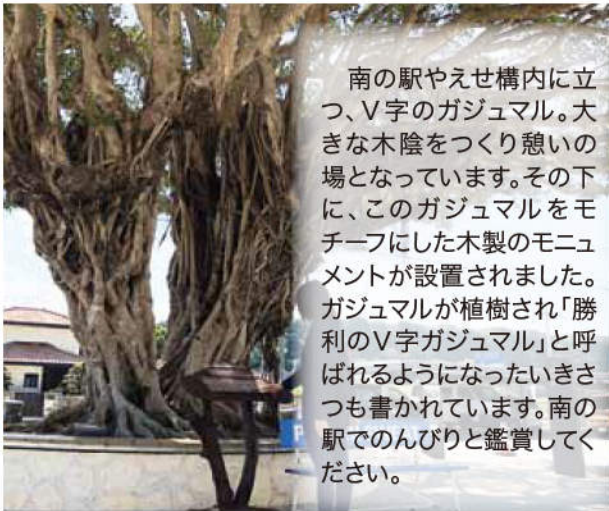 南の駅やえせ構内に立
つ、V字のガジュマル。大
きな木陰をつくり憩いの
場となっています。その下
に、このガジュマルをモ
チーフにした木製のモニュ
メントが設置されました。
ガジュマルが植樹され「勝
利のV字ガジュマル」と呼
ばれるようになったいきさ
つも書かれています。南の
駅でのんびりと鑑賞してく
ださい。